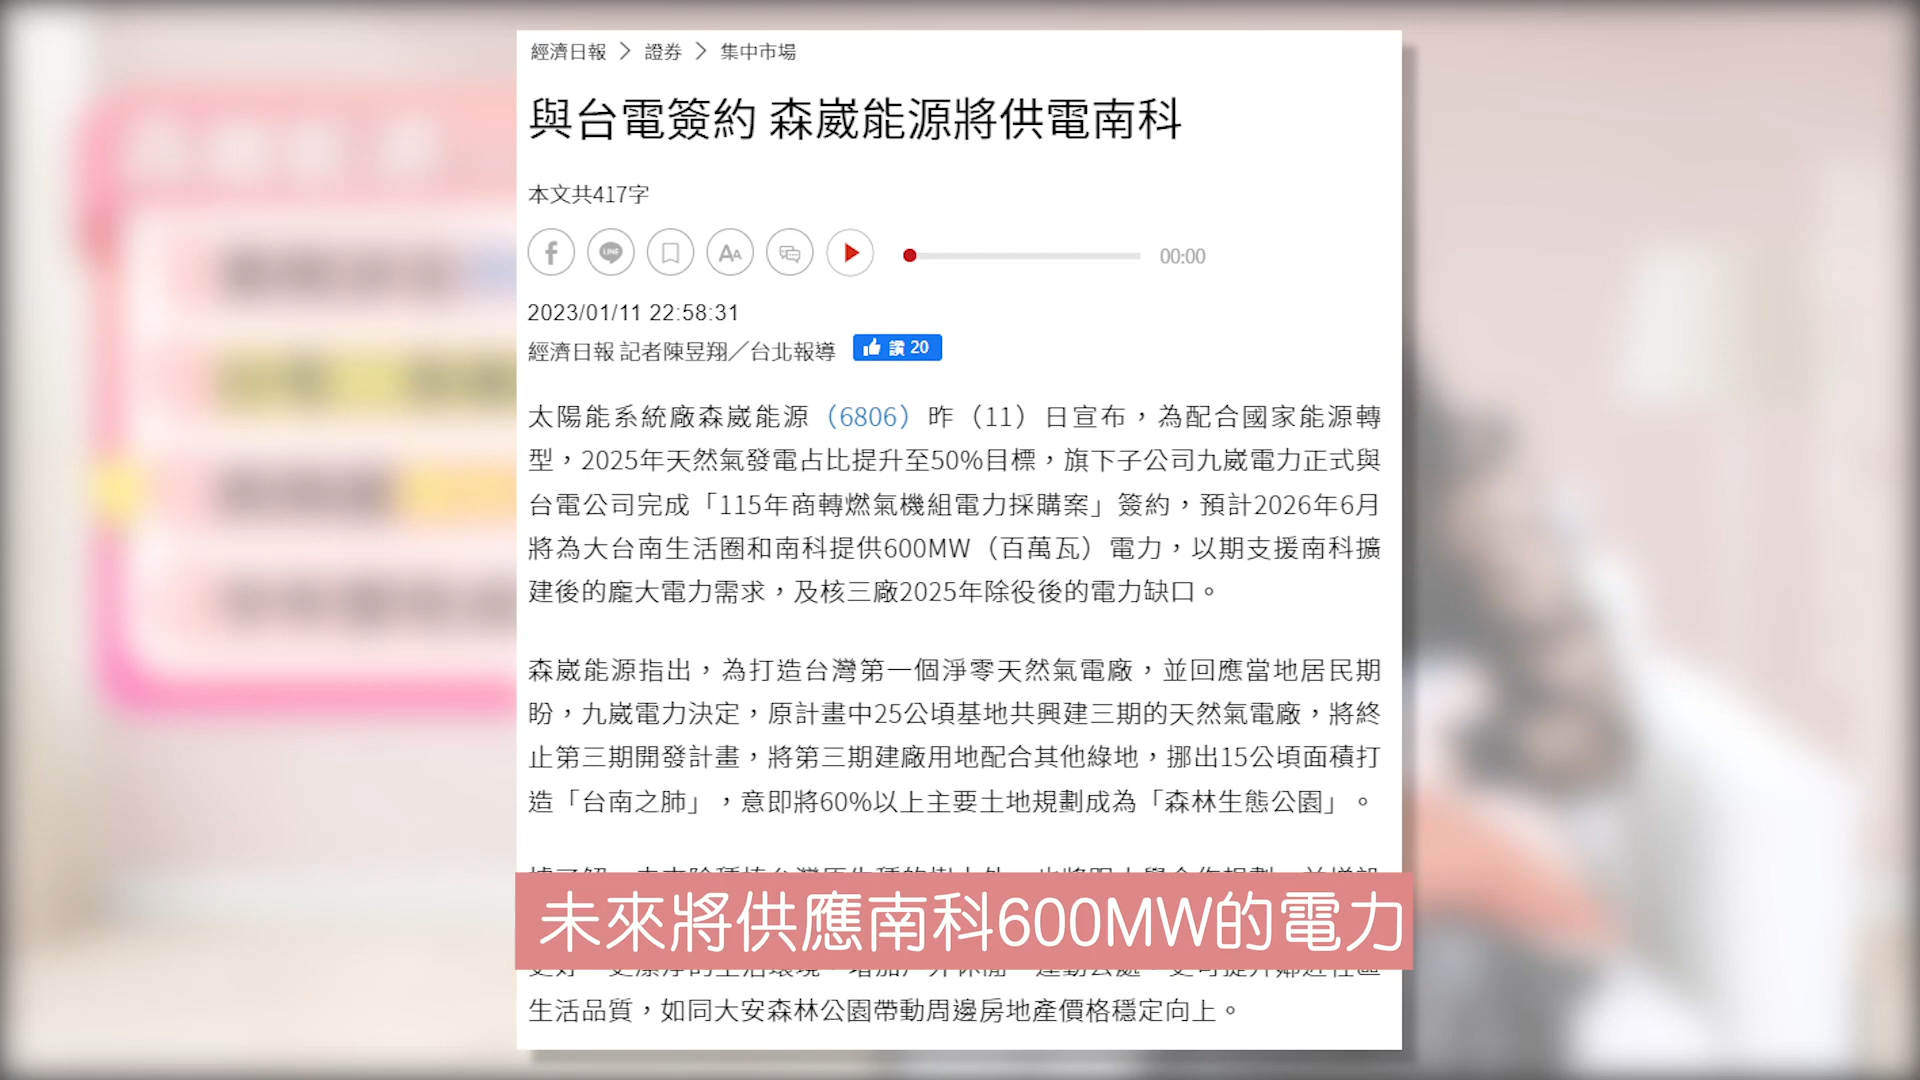 經濟日報 > 證券 > 集中市場
與台電簽約 森崴能源將供電南科
本文共417字
LINE
AA
00:00
2023/01/11 22:58:31
經濟日報 記者陳昱翔／台北報導
讚 20
太陽能系統廠森崴能源（6806）昨（11）日宣布，為配合國家能源轉
型，2025年天然氣發電占比提升至50%目標，旗下子公司九崴電力正式與
台電公司完成「115年商轉燃氣機組電力採購案」簽約，預計2026年6月
將為大台南生活圈和南科提供600MW（百萬瓦）電力，以期支援南科擴
建後的龐大電力需求，及核三廠2025年除役後的電力缺口。
森崴能源指出，為打造台灣第一個淨零天然氣電廠，並回應當地居民期
盼，九崴電力決定，原計畫中25公頃基地共興建三期的天然氣電廠，將終
止第三期開發計畫，將第三期建廠用地配合其他綠地，挪出15公頃面積打
造「台南之肺」，意即將60%以上主要土地規劃成為「森林生態公園」。
未來將供應南科600MW的電力
生活品質，如同大安森林公園帶動周邊房地產價格穩定向上。